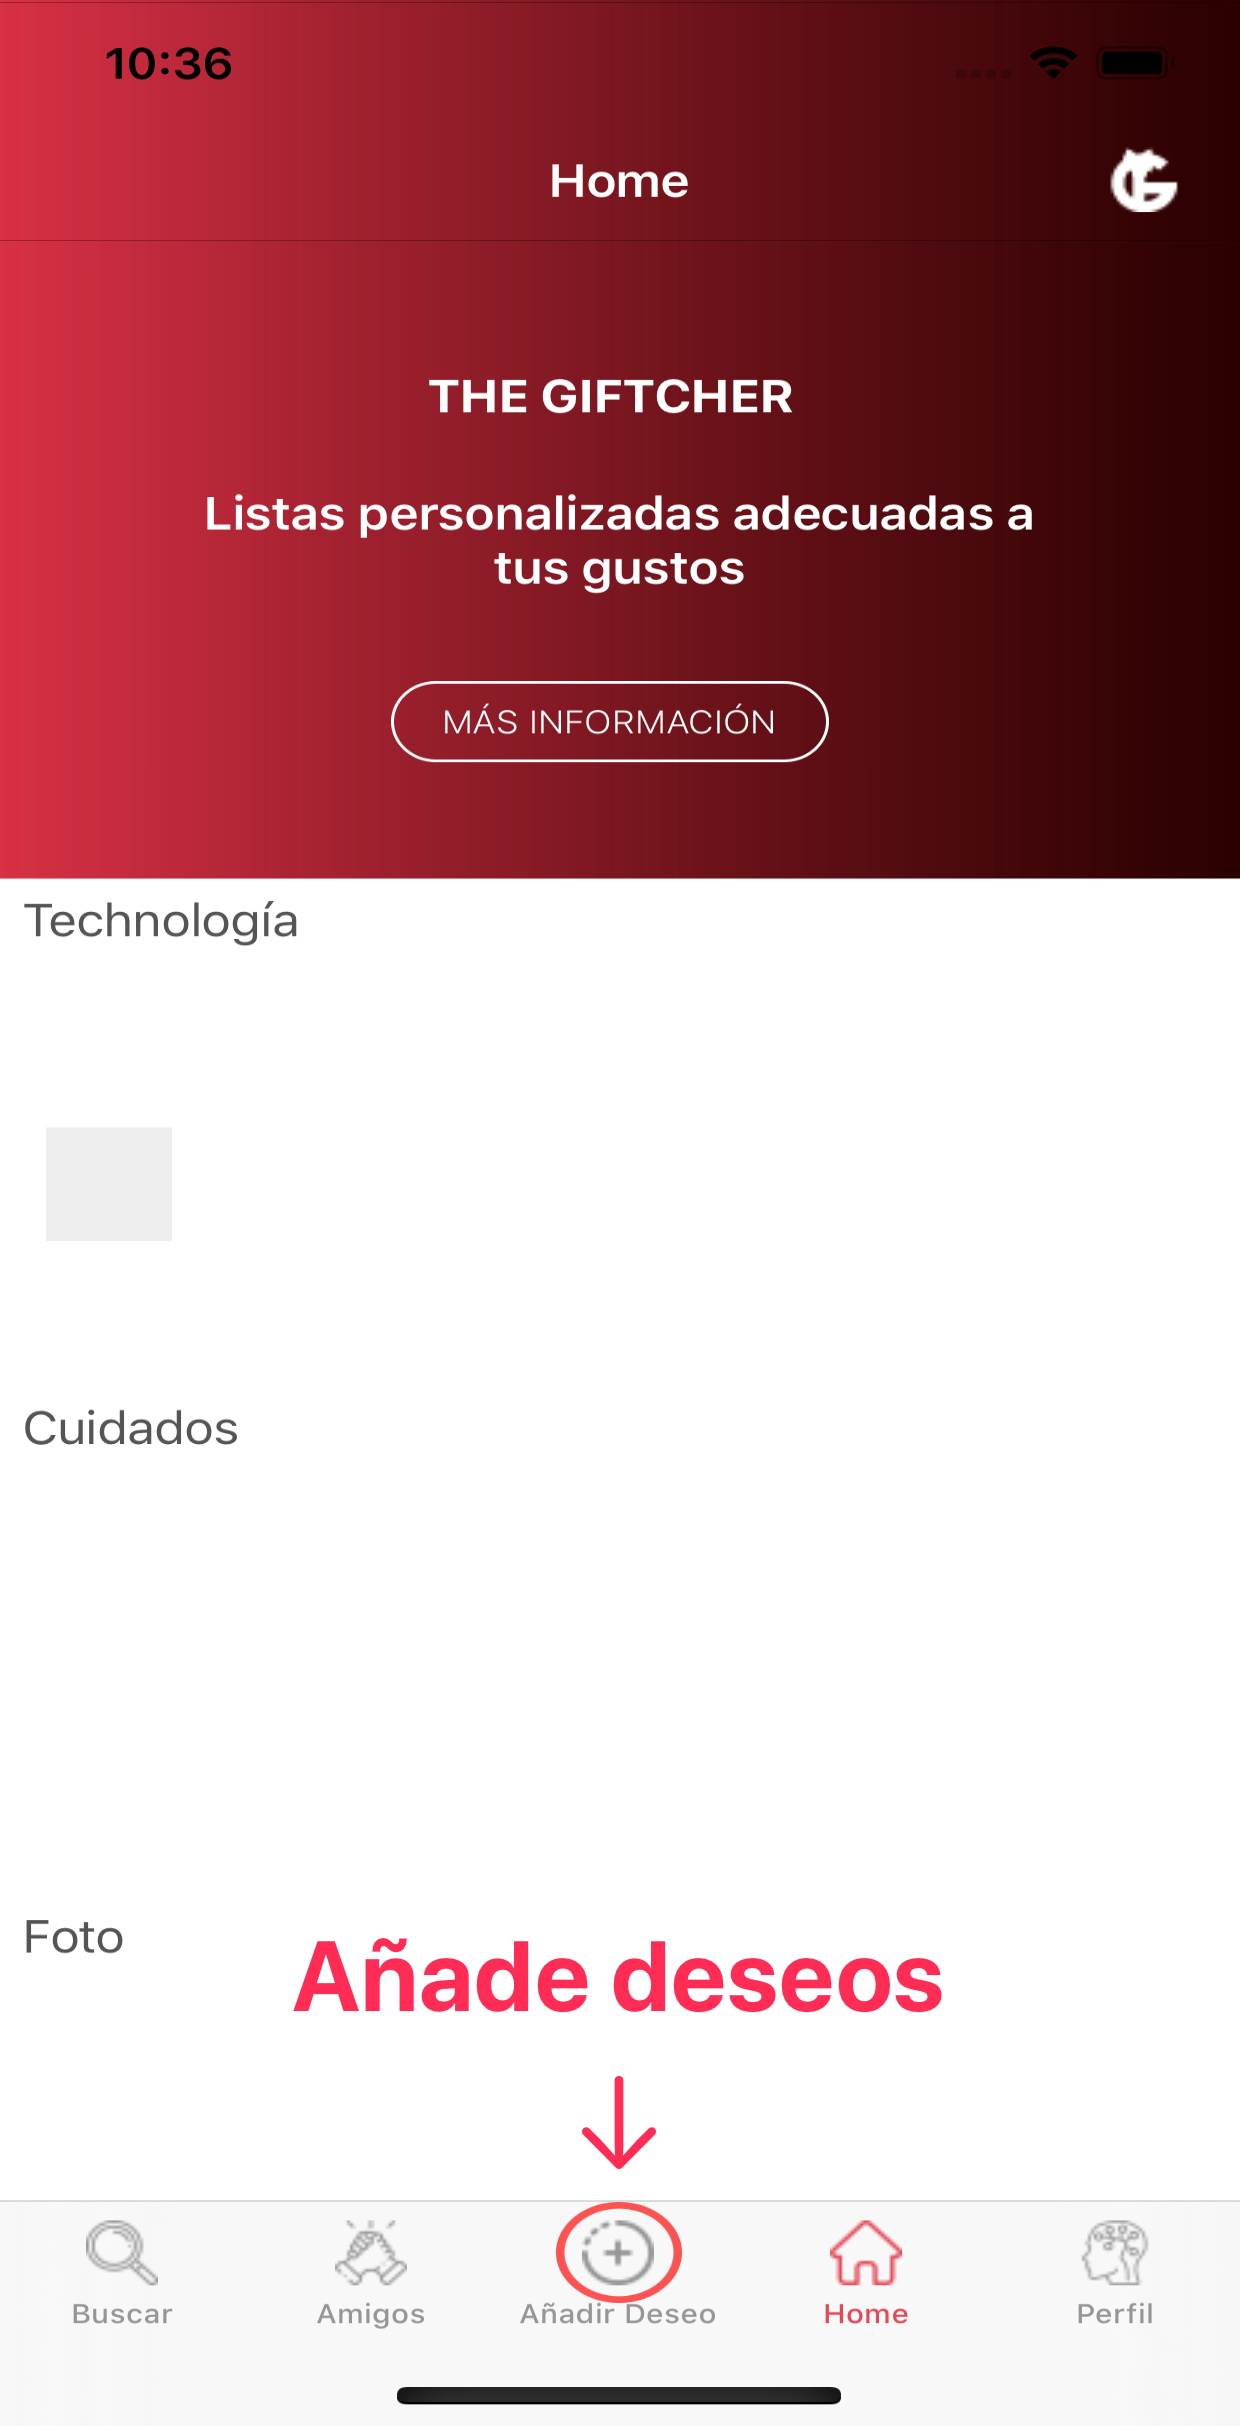 10:36
Home
THE GIFTCHER
Listas personalizadas adecuadas a
tus gustos
MÁS INFORMACIÓN
Technología
Cuidados
Foto
Añade deseos
Buscar
Amigos
Añadir Deseo
Home
Perfil